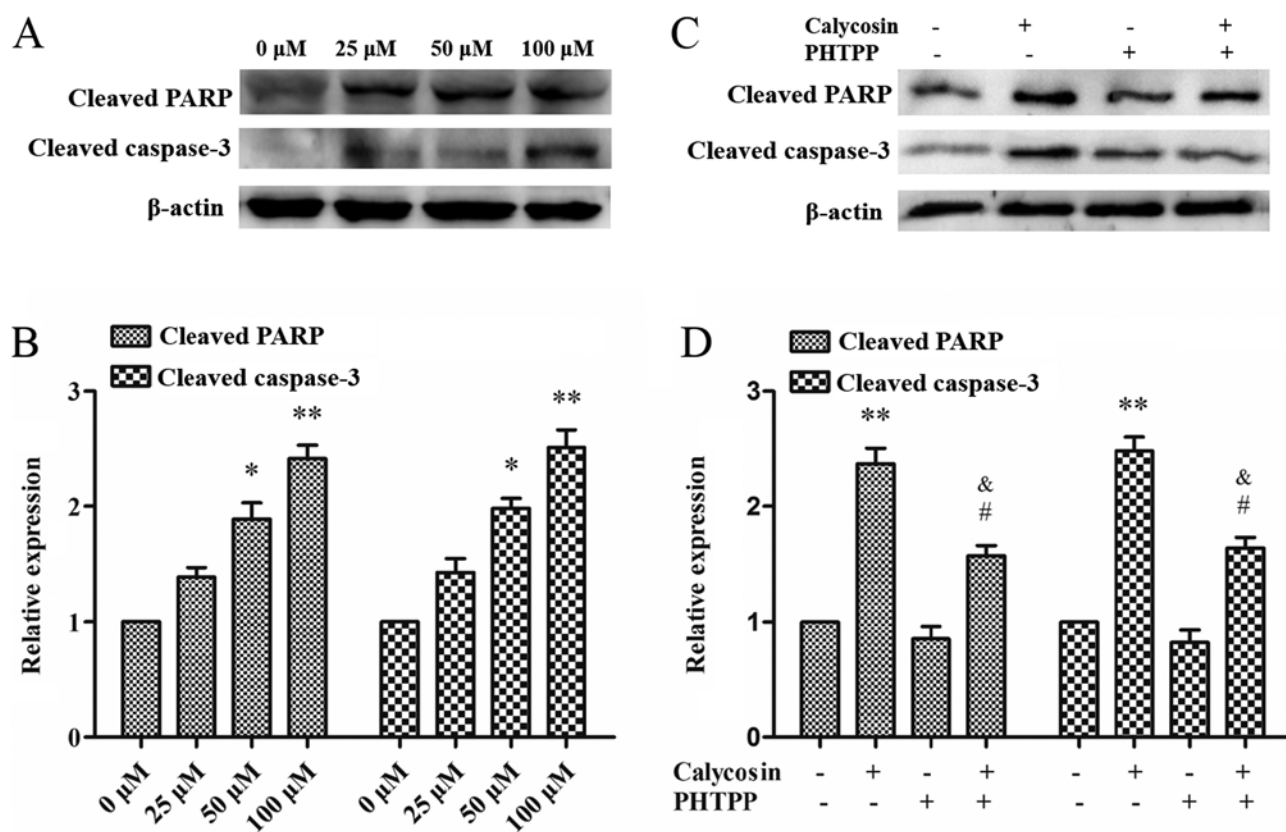 A
0 μM 25 μM 50 μM 100 μM
Cleaved PARP
Cleaved caspase-3
β-actin
C
Calycosin - + - +
PHTPP - - + +
Cleaved PARP
Cleaved caspase-3
β-actin
B
Cleaved PARP
Cleaved caspase-3
Relative expression
3
2
1
0
* ** * **
0 μM 25 μM 50 μM 100 μM 0 μM 25 μM 50 μM 100 μM
D
Cleaved PARP
Cleaved caspase-3
Relative expression
3
2
1
0
** **
& &
# #
Calycosin - + - + - + - +
PHTPP - - + + - - + +